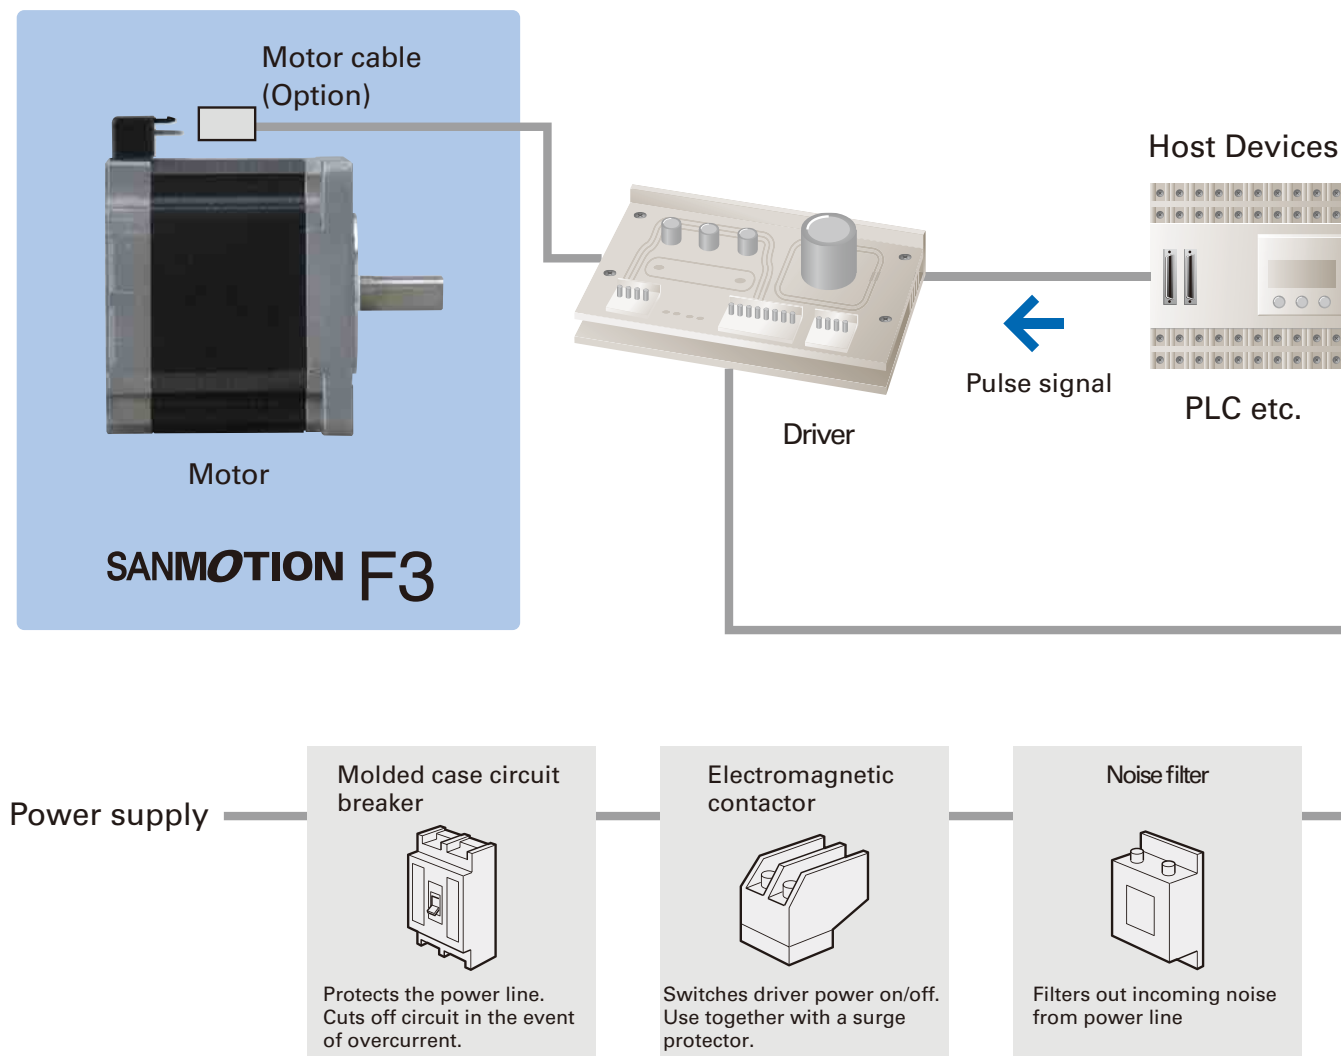 Motor cable
(Option)
Host Devices
Pulse signal
PLC etc.
Driver
Motor
SANMOTION F3
Power supply
Molded case circuit
breaker
Protects the power line.
Cuts off circuit in the event
of overcurrent.
Electromagnetic
contactor
Switches driver power on/off.
Use together with a surge
protector.
Noise filter
Filters out incoming noise
from power line